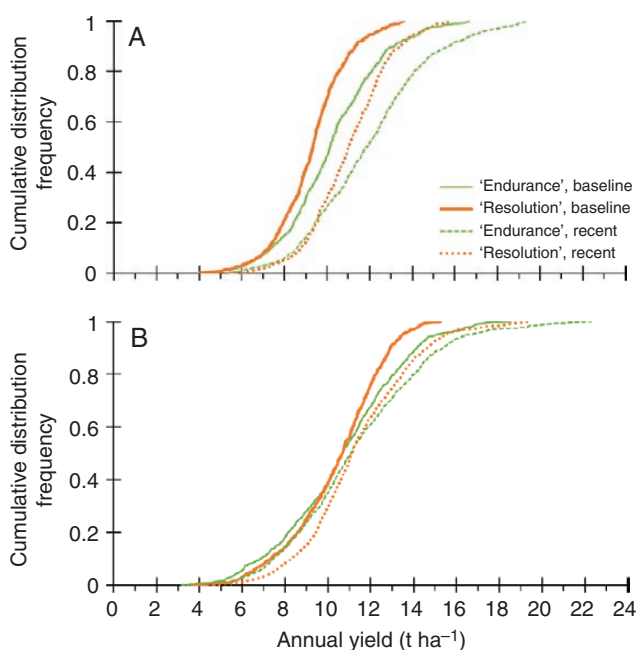 A
1
0.8
0.6
0.4
0.2
0
Cumulative distribution
frequency
'Endurance', baseline
'Resolution', baseline
'Endurance', recent
'Resolution', recent
B
1
0.8
0.6
0.4
0.2
0
Cumulative distribution
frequency
0 2 4 6 8 10 12 14 16 18 20 22 24
Annual yield (t ha⁻¹)